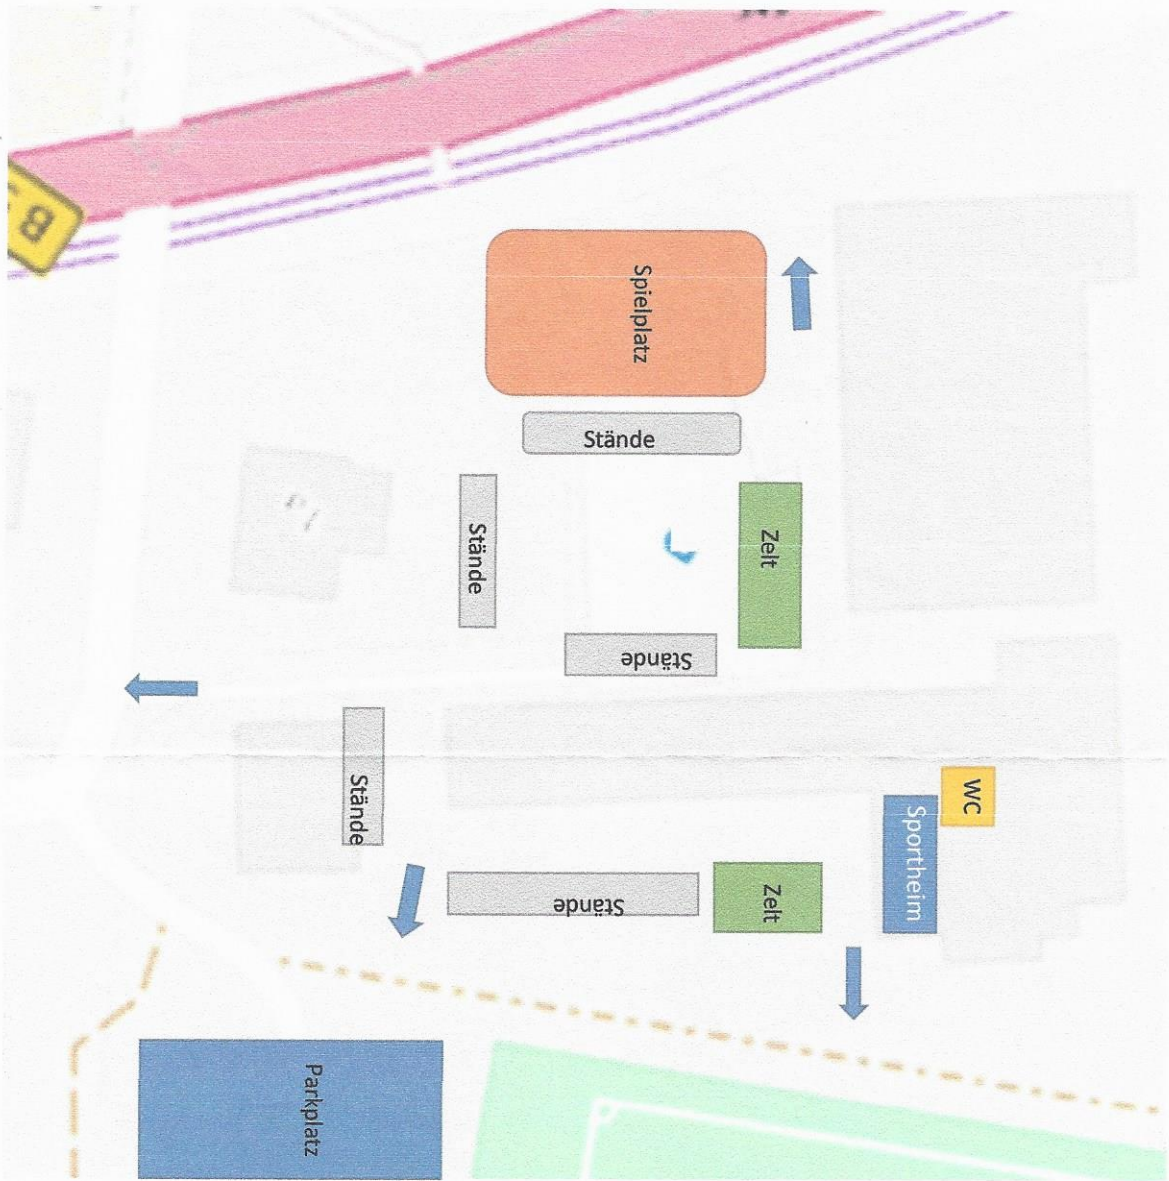 B
Spielplatz
Stände
Stände
Zelt
Stände
Stände
WC
Sportheim
Stände
Zelt
Parkplatz